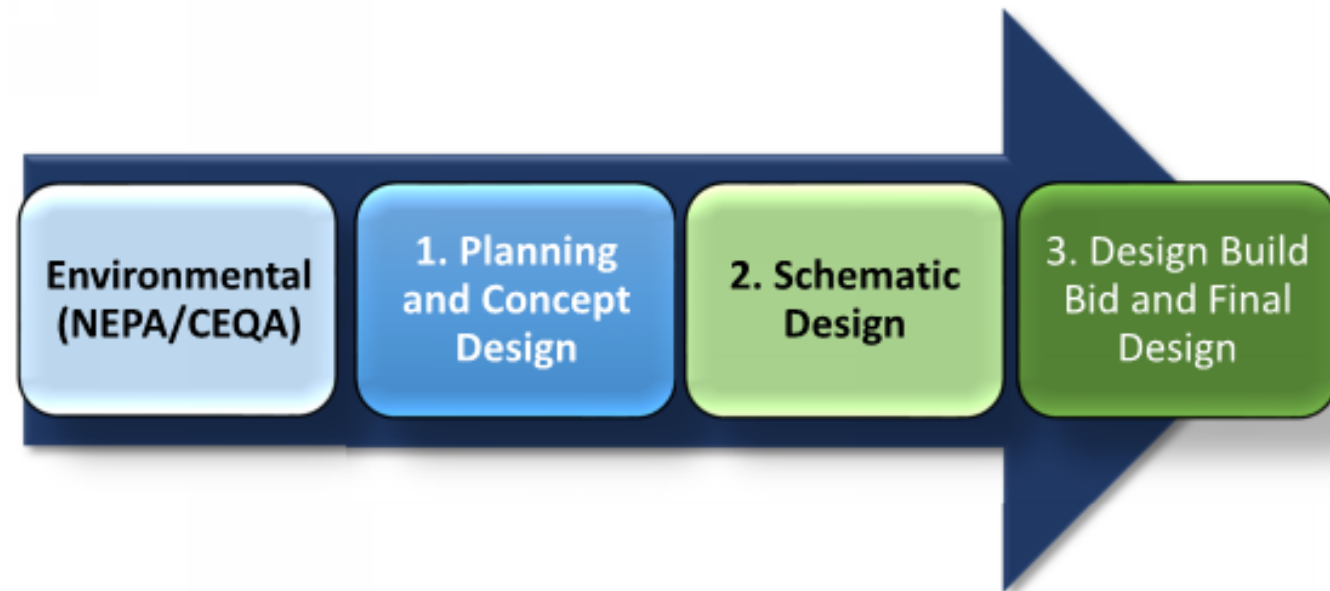 Environmental
(NEPA/CEQA)
1. Planning
and Concept
Design
2. Schematic
Design
3. Design Build
Bid and Final
Design